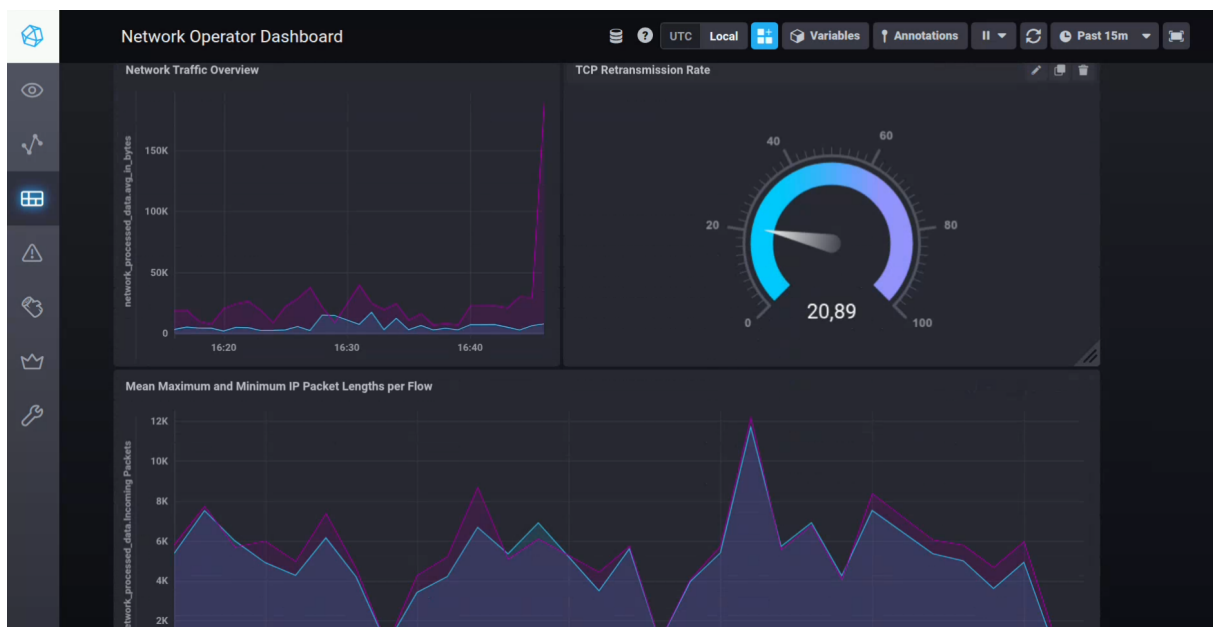 Network Operator Dashboard
UTC Local Variables Annotations Past 15m
Network Traffic Overview
network_processed_data.avg_in_bytes
150K
100K
50K
0
16:20 16:30 16:40
TCP Retransmission Rate
0
20
40
60
80
100
20,89
Mean Maximum and Minimum IP Packet Lengths per Flow
twork_processed_data.Incoming Packets
12K
10K
8K
6K
4K
2K